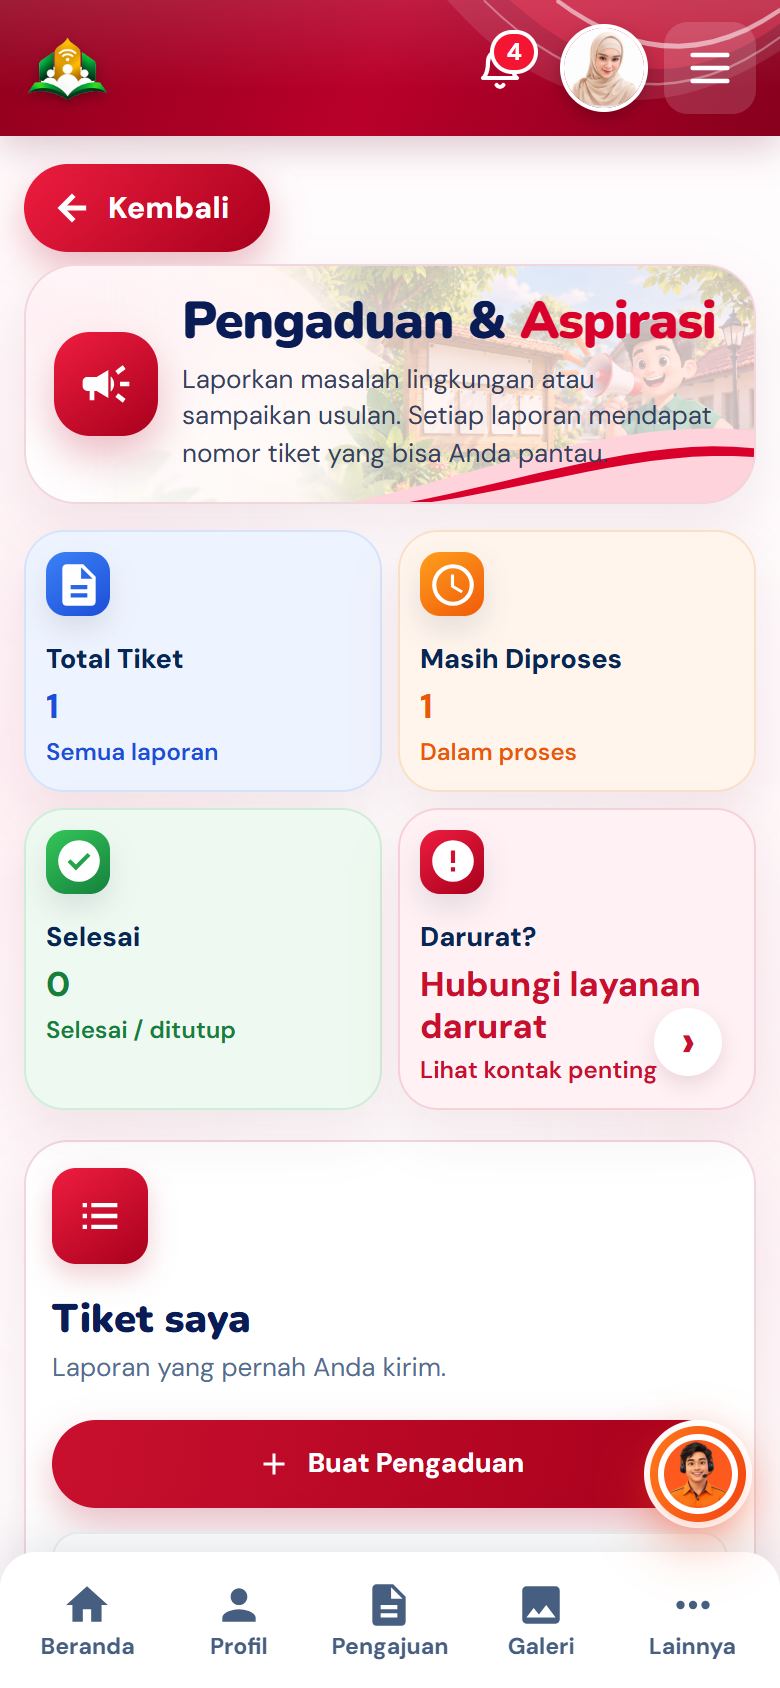 4
Kembali
Pengaduan & Aspirasi
Laporkan masalah lingkungan atau
sampaikan usulan. Setiap laporan mendapat
nomor tiket yang bisa Anda pantau.
Total Tiket
1
Semua laporan
Masih Diproses
1
Dalam proses
Selesai
0
Selesai / ditutup
Darurat?
Hubungi layanan
darurat
Lihat kontak penting
Tiket saya
Laporan yang pernah Anda kirim.
+ Buat Pengaduan
Beranda
Profil
Pengajuan
Galeri
Lainnya